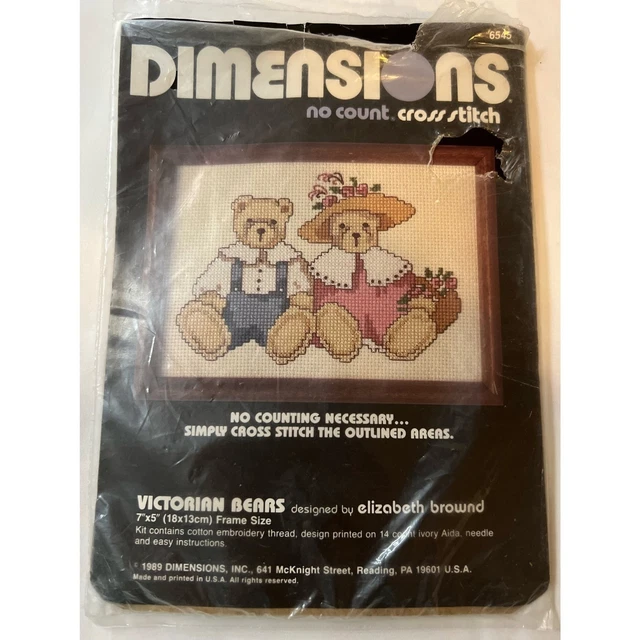 6545
DIMENSIONS
no count cross stitch
NO COUNTING NECESSARY...
SIMPLY CROSS STITCH THE OUTLINED AREAS.
VICTORIAN BEARS designed by elizabeth brownd
7"x5" (18x13cm) Frame Size
Kit contains cotton embroidery thread, design printed on 14 count ivory Aida, needle
and easy instructions.
© 1989 DIMENSIONS, INC., 641 McKnight Street, Reading, PA 19601 U.S.A.
Made and printed in U.S.A. All rights reserved.